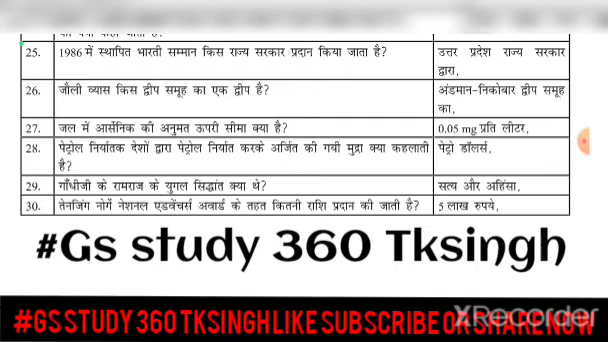 25. 1986 में स्थापित भारती सम्मान किस राज्य सरकार प्रदान किया जाता है? उत्तर प्रदेश राज्य सरकार
द्वारा,
26. जौली व्यास किस द्वीप समूह का एक द्वीप है? अंडमान-निकोबार द्वीप समूह
का,
27. जल में आर्सेनिक की अनुमत ऊपरी सीमा क्या है? 0.05 mg प्रति लीटर,
28. पेट्रोल निर्यातक देशों द्वारा पेट्रोल निर्यात करके अर्जित की गयी मुद्रा क्या कहलाती पेट्रो डॉलर्स,
है?
29. गाँधीजी के रामराज के युगल सिद्धांत क्या थे? सत्य और अहिंसा,
30. तेनजिंग नोर्गे नेशनल एडवेंचर्स अवार्ड के तहत कितनी राशि प्रदान की जाती है? 5 लाख रुपये,
#Gs study 360 Tksingh
XRecorder
#GS STUDY 360 TKSINGH LIKE SUBSCRIBE OR SHARE NOW